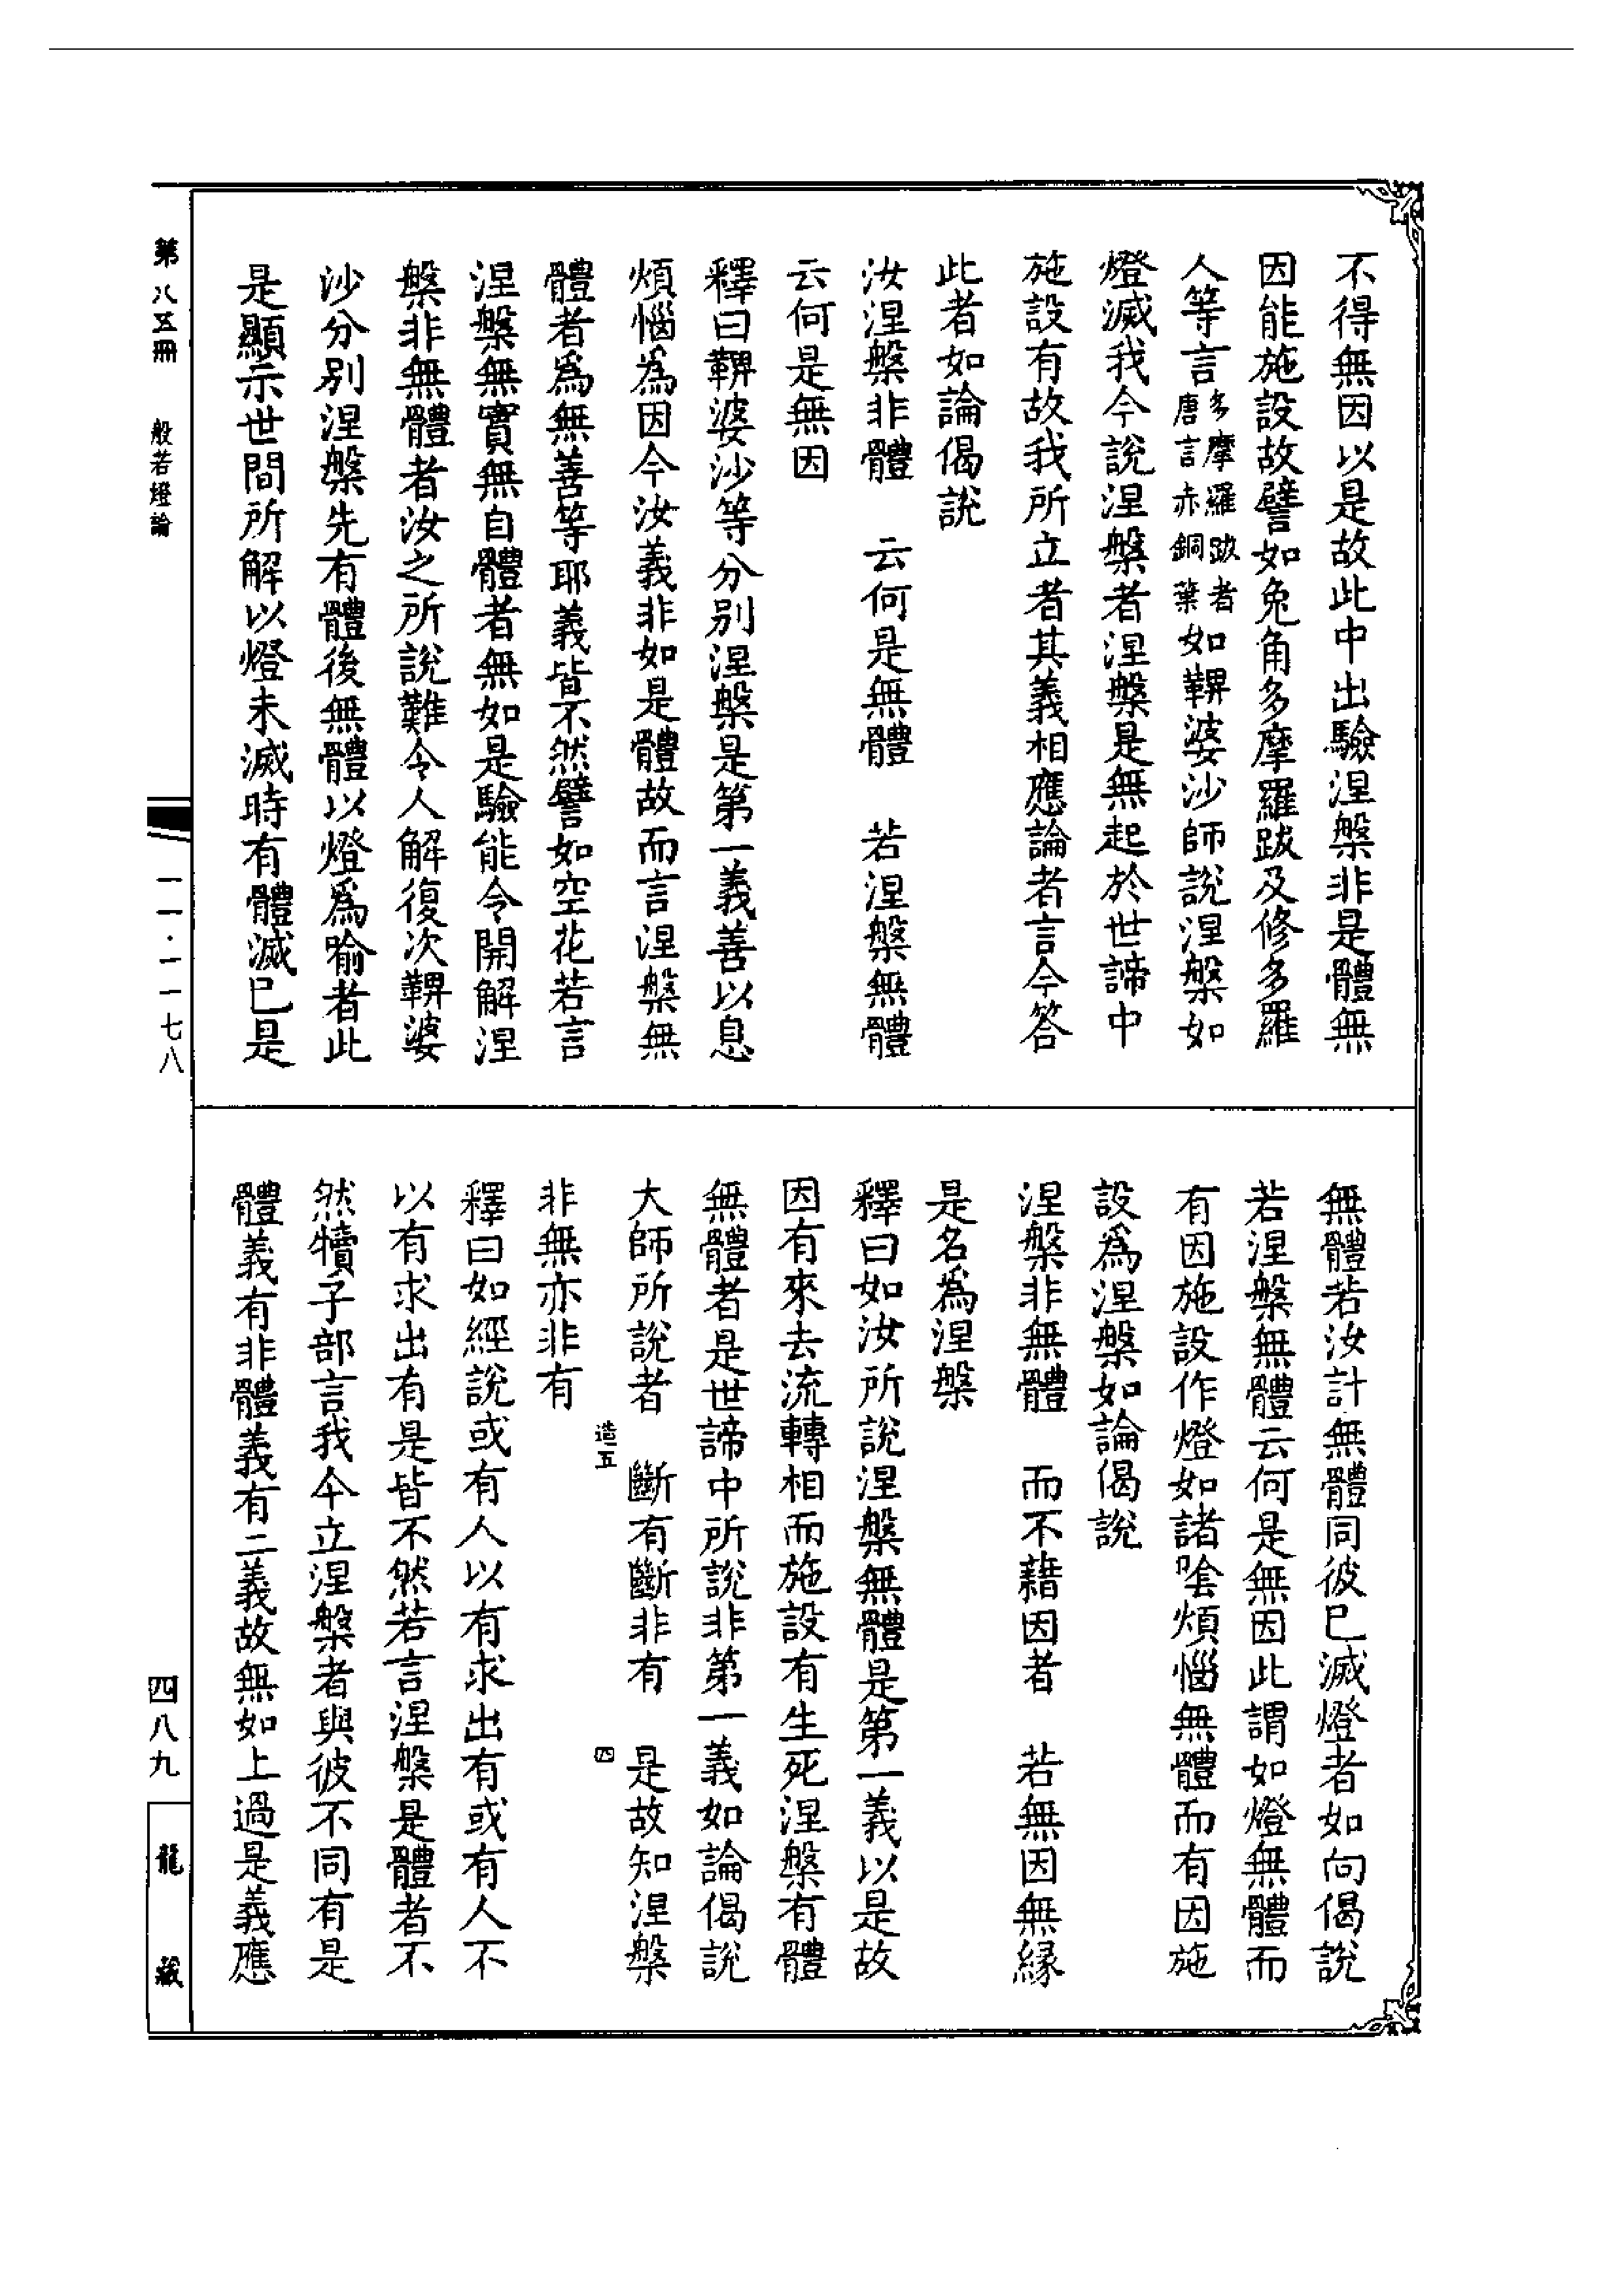 不得無因以是故此中出驗涅槃非是體無
因能施設故譬如兔角多摩羅跋及修多羅
人等言多摩羅跋者唐言赤銅葉如鞞婆沙師說涅槃如
燈滅我今說涅槃者涅槃是無起於世諦中
施設有故我所立者其義相應論者言今答
此者如論偈說
汝涅槃非體　云何是無體　若涅槃無體
云何是無因
釋曰鞞婆沙等分別涅槃是第一義善以息
煩惱為因今汝義非如是體故而言涅槃無
體者爲無善等耶義皆不然譬如空花若言
涅槃無實無自體者無如是驗能令開解涅
槃非無體者汝之所說難令人解復次鞞婆
沙分別涅槃先有體後無體以燈爲喻者此
是顯示世間所解以燈未滅時有體滅已是
無體若汝計無體同彼已滅燈者如向偈說
若涅槃無體云何是無因此謂如燈無體而
有因施設作燈如諸陰煩惱無體而有因施
設爲涅槃如論偈說
涅槃非無體　而不藉因者　若無因無緣
是名爲涅槃
釋曰如汝所說涅槃無體是第一義以是故
因有來去流轉相而施設有生死涅槃有體
無體者是世諦中所說非第一義如論偈說
大師所說者　斷有斷非有　是故知涅槃
非無亦非有
造五　四
釋曰如經說或有人以有求出有或有人不
以有求出有是皆不然若言涅槃是體者不
然犢子部言我今立涅槃者與彼不同有是
體義有非體義有二義故無如上過是義應
第八五冊　般若燈論
一一·一一七八
四八九
龍藏